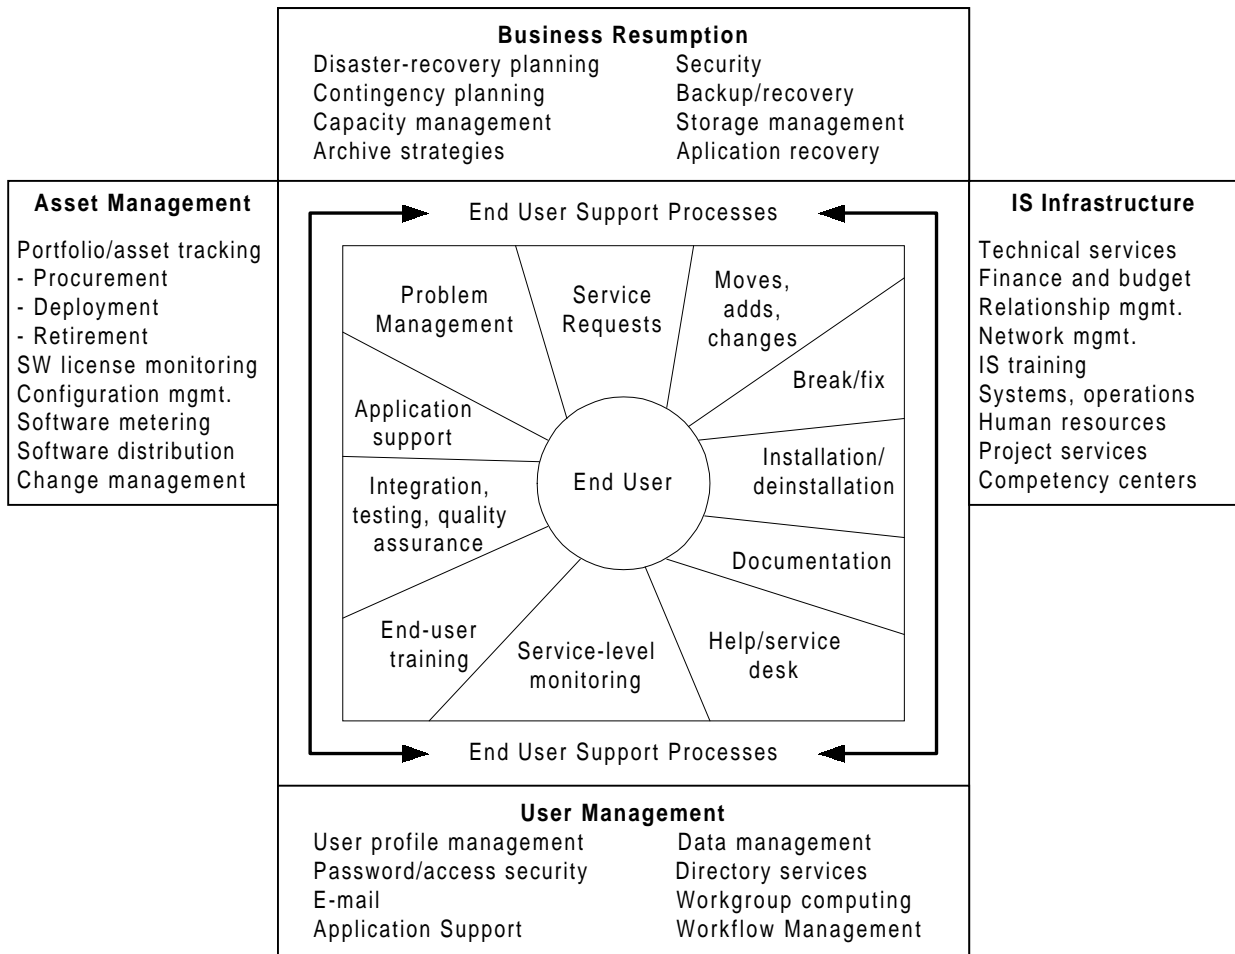 Business Resumption
Disaster-recovery planning
Contingency planning
Capacity management
Archive strategies
Security
Backup/recovery
Storage management
Aplication recovery
Asset Management
Portfolio/asset tracking
- Procurement
- Deployment
- Retirement
SW license monitoring
Configuration mgmt.
Software metering
Software distribution
Change management
End User Support Processes
Problem
Management
Service
Requests
Moves,
adds,
changes
Break/fix
Application
support
End User
Installation/
deinstallation
Integration,
testing, quality
assurance
Documentation
End-user
training
Service-level
monitoring
Help/service
desk
End User Support Processes
IS Infrastructure
Technical services
Finance and budget
Relationship mgmt.
Network mgmt.
IS training
Systems, operations
Human resources
Project services
Competency centers
User Management
User profile management
Password/access security
E-mail
Application Support
Data management
Directory services
Workgroup computing
Workflow Management